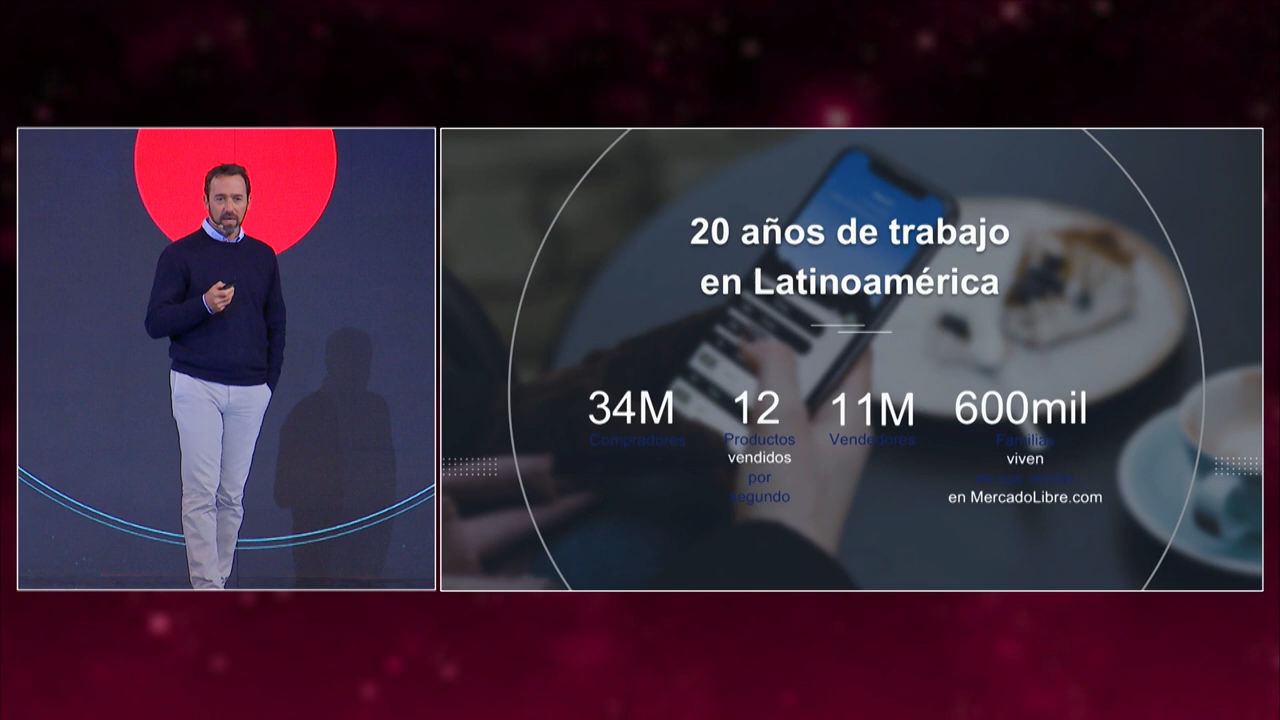 20 años de trabajo
en Latinoamérica
34M
Compradores
12
Productos
vendidos
por
segundo
11M
Vendedores
600mil
Familias
viven
en MercadoLibre.com